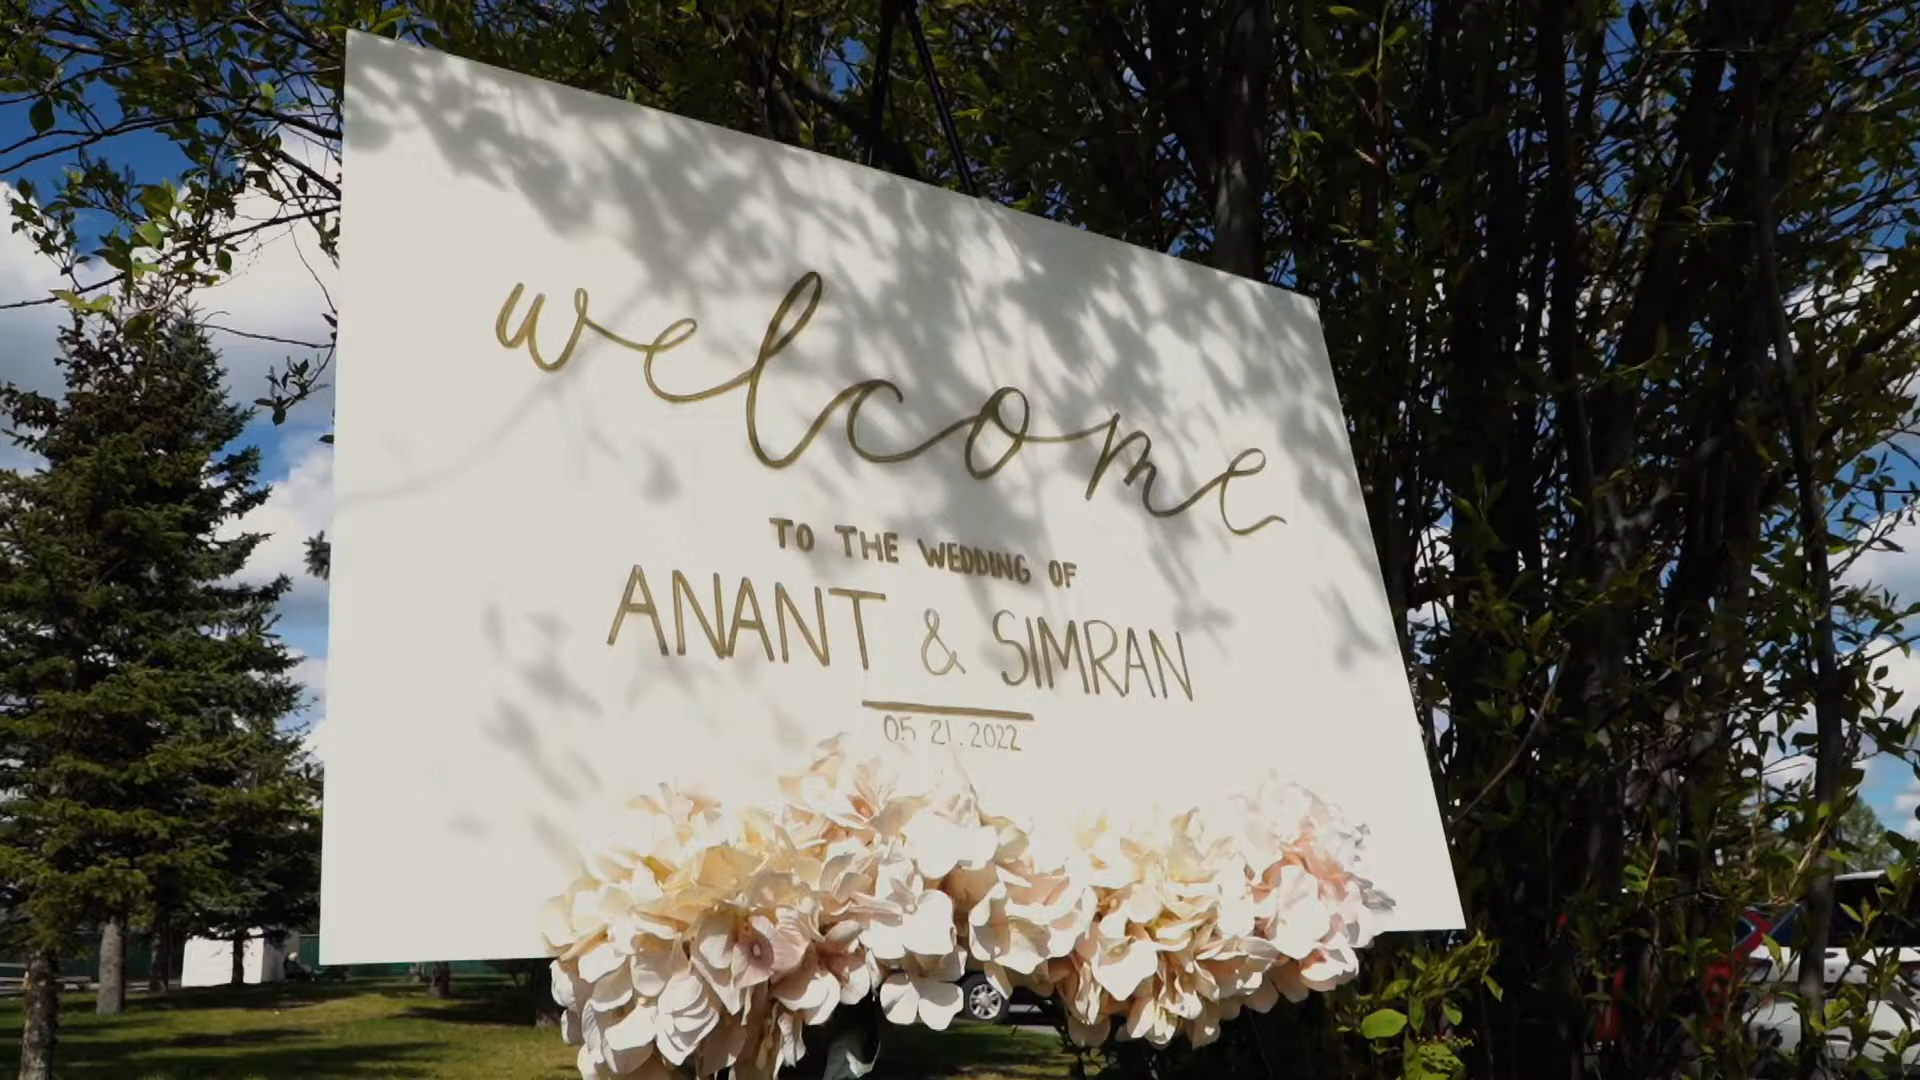 welcome
TO THE WEDDING OF
ANANT & SIMRAN
05 21.2022